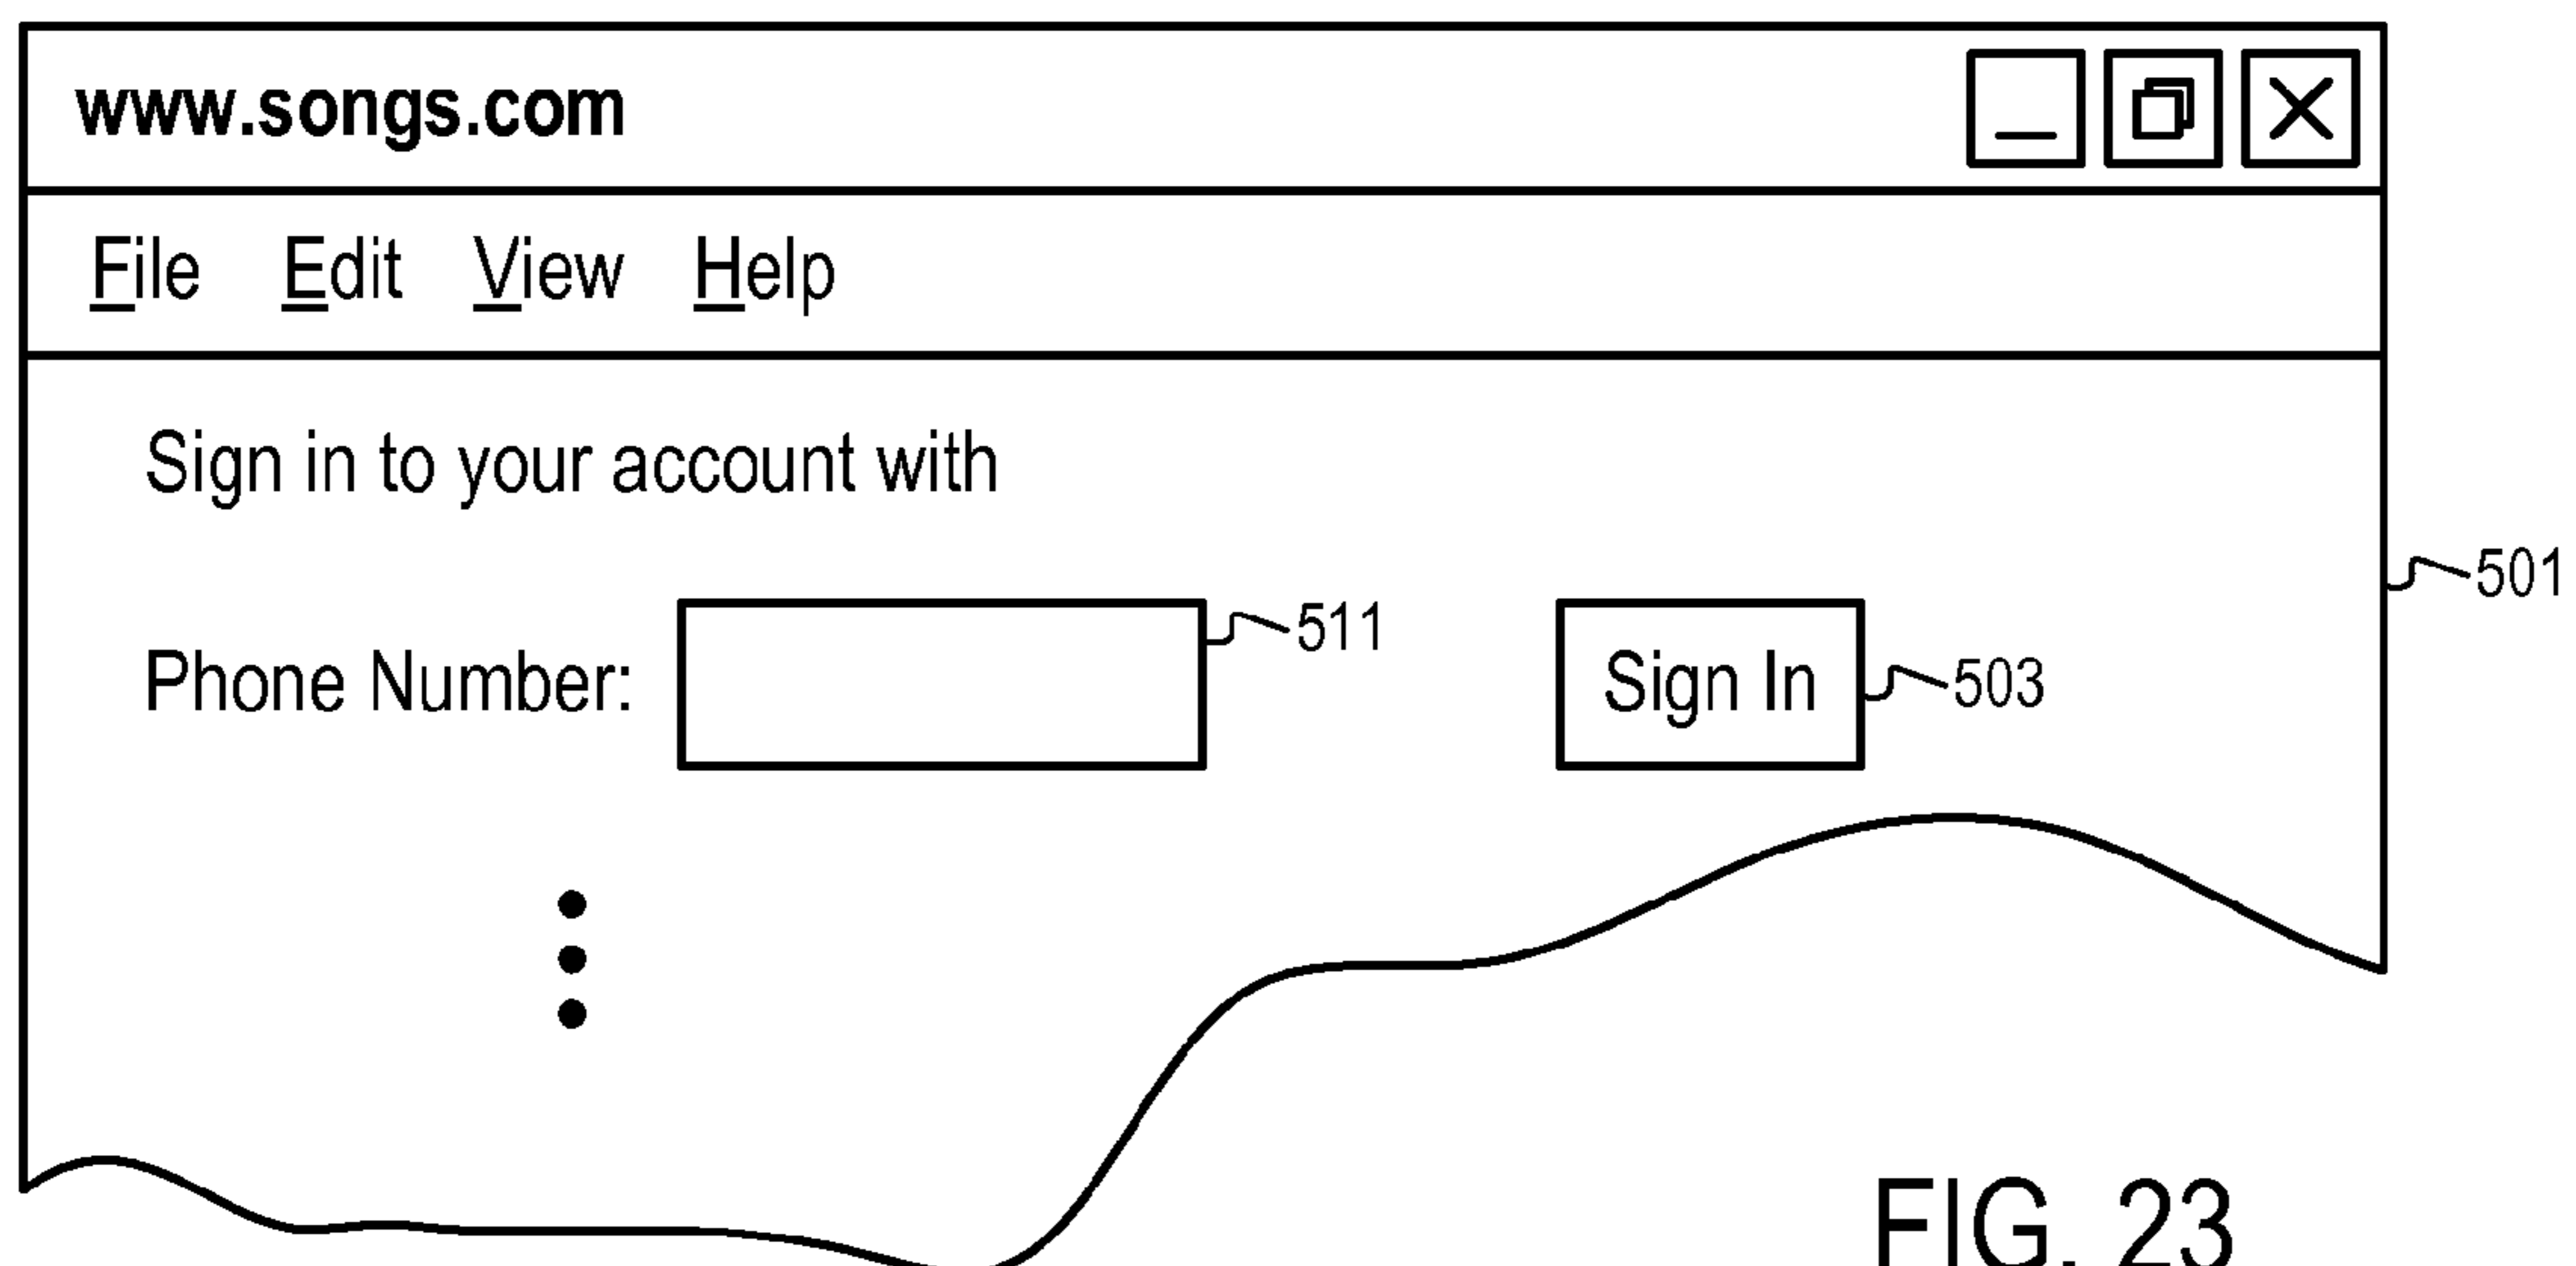 www.songs.com
File Edit View Help
Sign in to your account with
501
Phone Number: 511 Sign In 503
FIG. 23